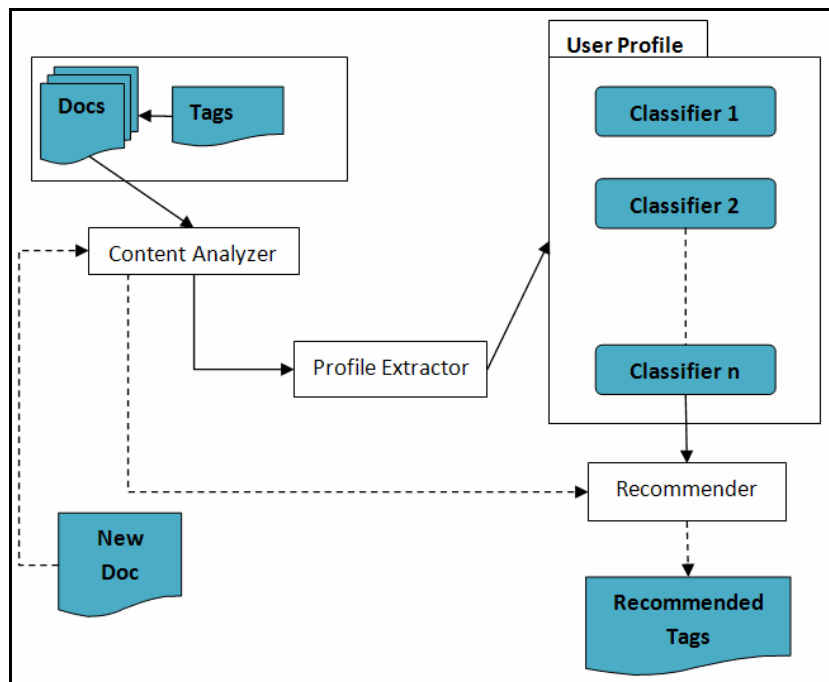 User Profile
Docs
Tags
Classifier 1
Classifier 2
Content Analyzer
Profile Extractor
Classifier n
Recommender
New
Doc
Recommended
Tags